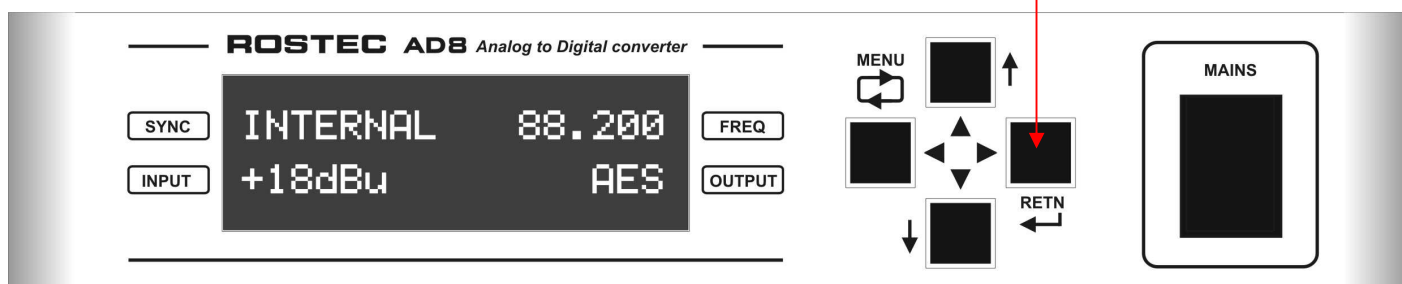 ROSTEC AD8 Analog to Digital converter
SYNC
INTERNAL 88.200
FREQ
INPUT
+18dBu AES
OUTPUT
MENU
RETN
MAINS